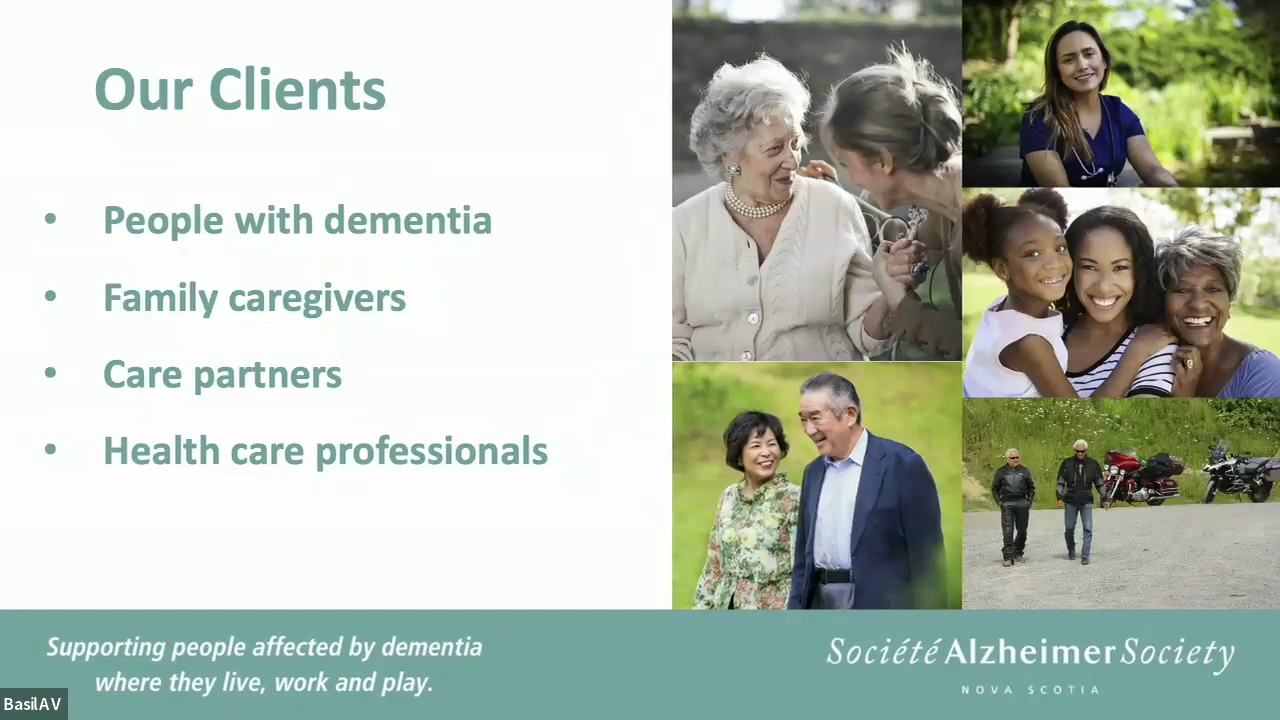 Our Clients
• People with dementia
• Family caregivers
• Care partners
• Health care professionals
Supporting people affected by dementia
where they live, work and play.
Société Alzheimer Society
NOVA SCOTIA
BasilAV